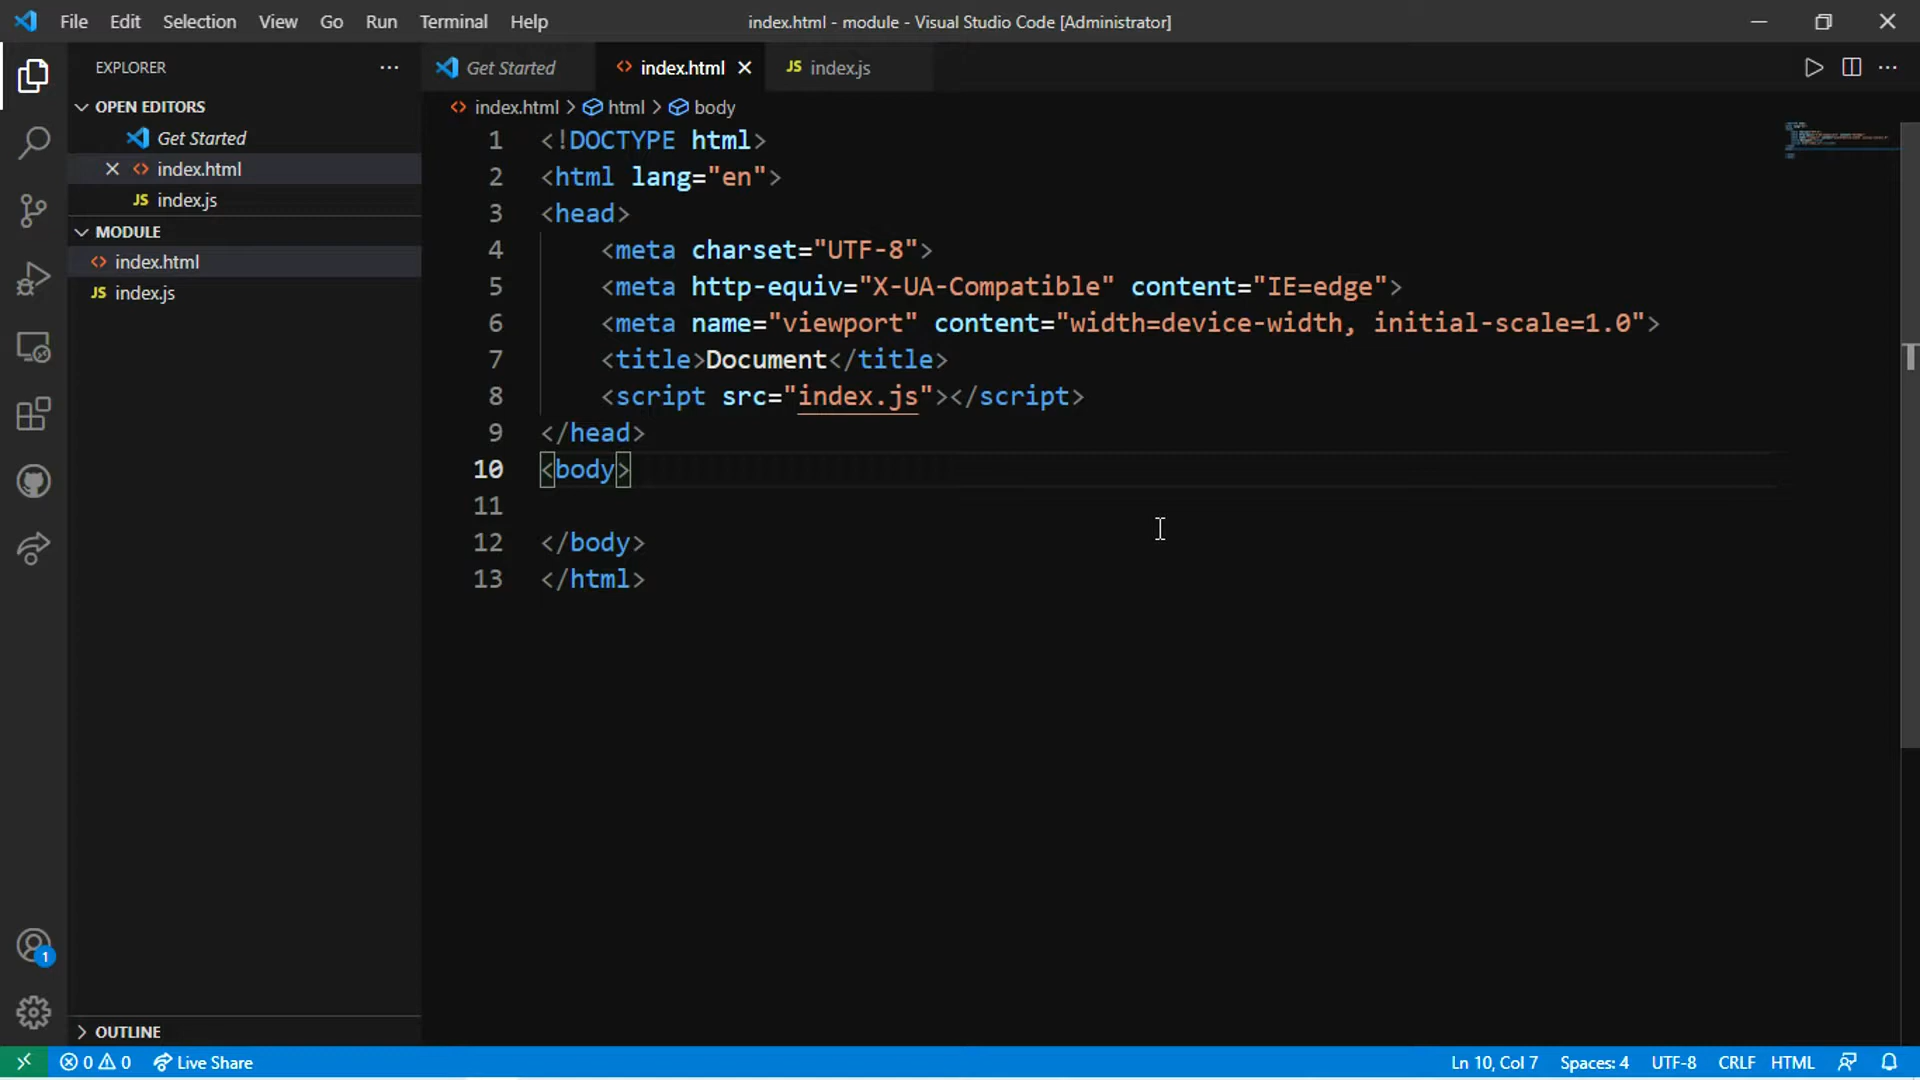 File Edit Selection View Go Run Terminal Help index.html - module - Visual Studio Code [Administrator]
EXPLORER
OPEN EDITORS
Get Started
index.html
JS index.js
MODULE
index.html
JS index.js
OUTLINE
Get Started index.html JS index.js
index.html > html > body
1 <!DOCTYPE html>
2 <html lang="en">
3 <head>
4 <meta charset="UTF-8">
5 <meta http-equiv="X-UA-Compatible" content="IE=edge">
6 <meta name="viewport" content="width=device-width, initial-scale=1.0">
7 <title>Document</title>
8 <script src="index.js"></script>
9 </head>
10 <body>
11
12 </body>
13 </html>
1
0 0 Live Share Ln 10, Col 7 Spaces: 4 UTF-8 CRLF HTML